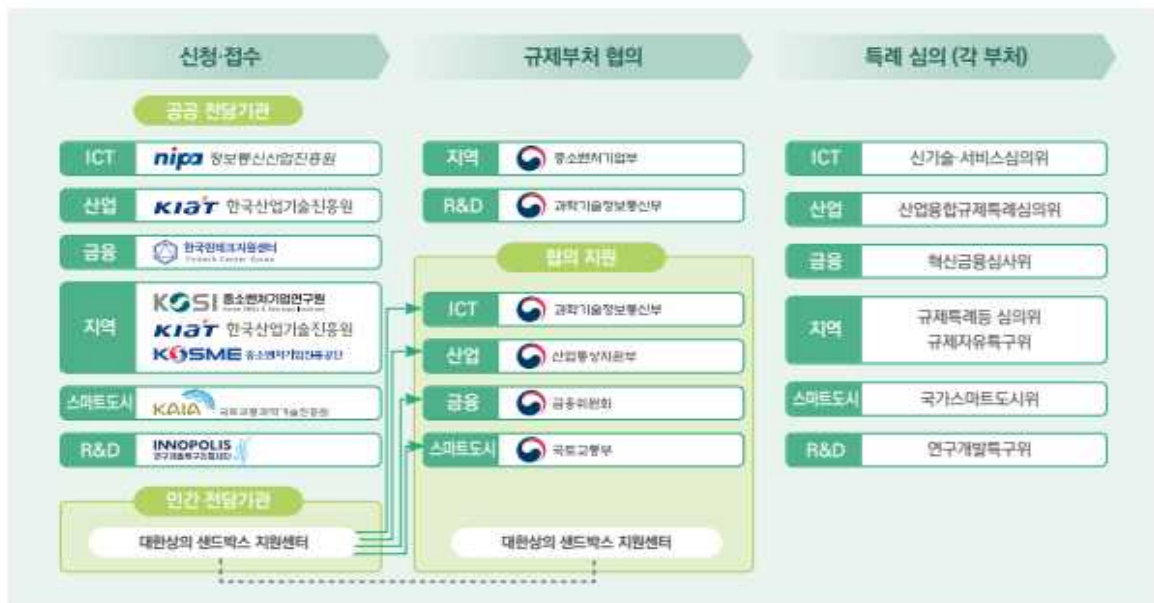 신청·접수
규제부처 협의
특례 심의 (각 부처)
공공 전담기관
ICT
nipa 정보통신산업진흥원
산업
KIAT 한국산업기술진흥원
금융
한국핀테크지원센터
Fintech Center Korea
지역
KOSI 중소벤처기업연구원
KIAT 한국산업기술진흥원
KOSME 중소벤처기업진흥공단
스마트도시
KAIA 국토교통과학기술진흥원
R&D
INNOPOLIS
연구개발특구진흥재단
민간 전담기관
대한상의 샌드박스 지원센터
지역
중소벤처기업부
R&D
과학기술정보통신부
협의 지원
ICT
과학기술정보통신부
산업
산업통상자원부
금융
금융위원회
스마트도시
국토교통부
대한상의 샌드박스 지원센터
ICT
신기술·서비스심의위
산업
산업융합규제특례심의위
금융
혁신금융심사위
지역
규제특례등 심의위
규제자유특구위
스마트도시
국가스마트도시위
R&D
연구개발특구위